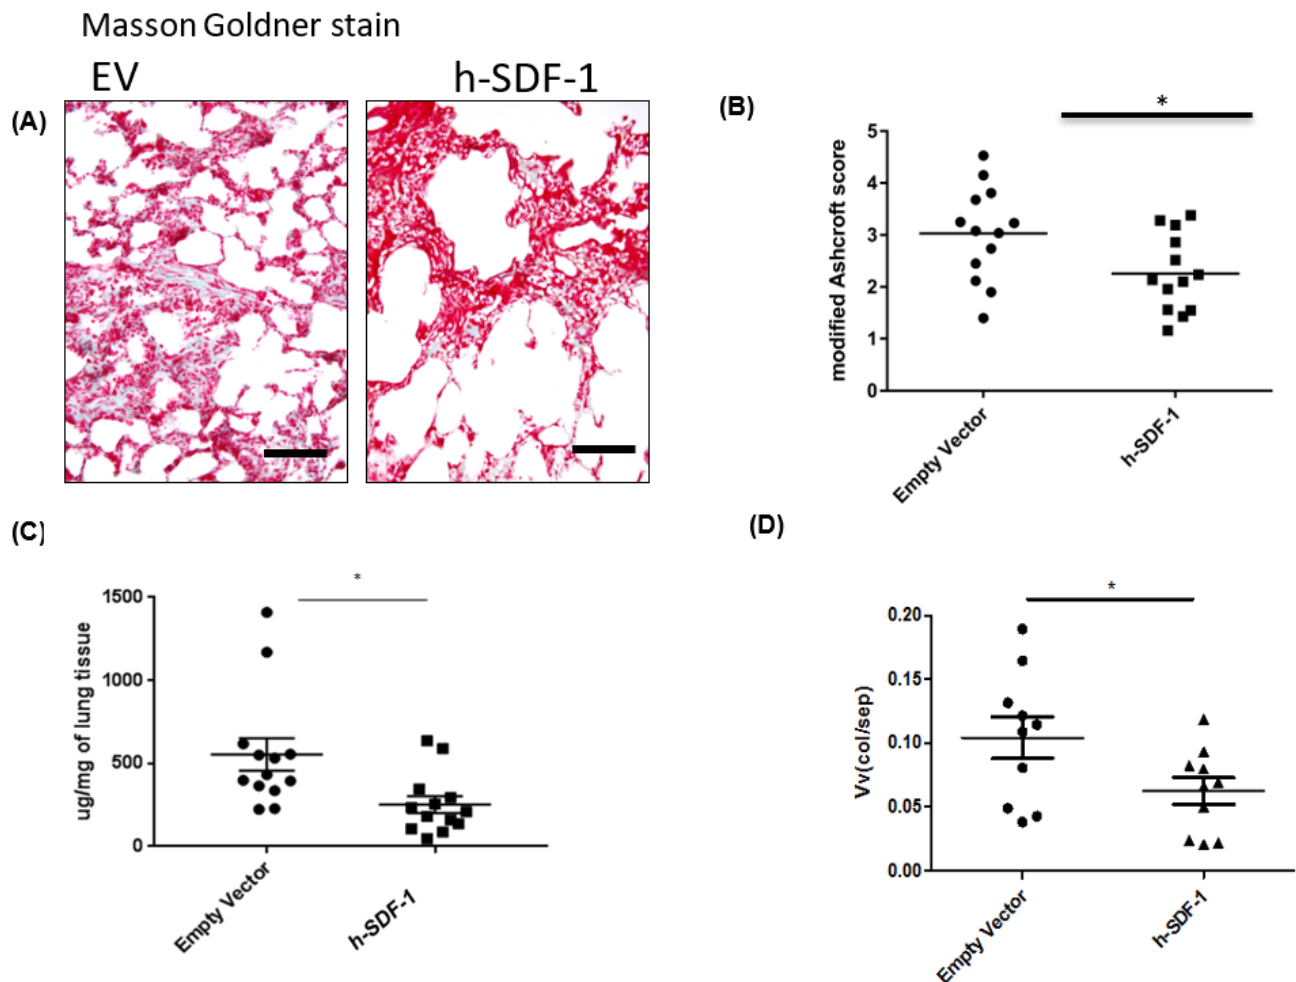 Masson Goldner stain
EV
h-SDF-1
(A)
(B)
*
modified Ashcroft score
5
4
3
2
1
0
Empty Vector
h-SDF-1
(C)
*
ug/mg of lung tissue
1500
1000
500
0
Empty Vector
h-SDF-1
(D)
*
Vv(col/sep)
0.20
0.15
0.10
0.05
0.00
Empty Vector
h-SDF-1